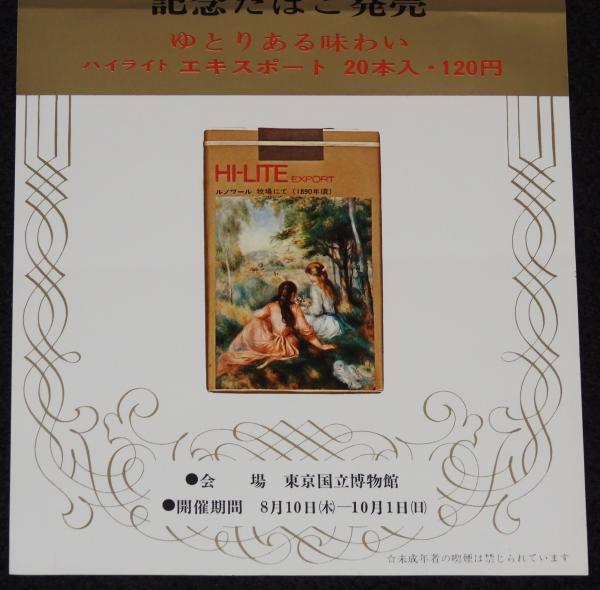 記念たばこ発売
ゆとりある味わい
ハイライト エキスポート 20本入・120円
HI-LITE EXPORT
ルノワール 牧場にて (1890年頃)
●会　場　東京国立博物館
●開催期間　8月10日(木)—10月1日(日)
☆未成年者の喫煙は禁じられています